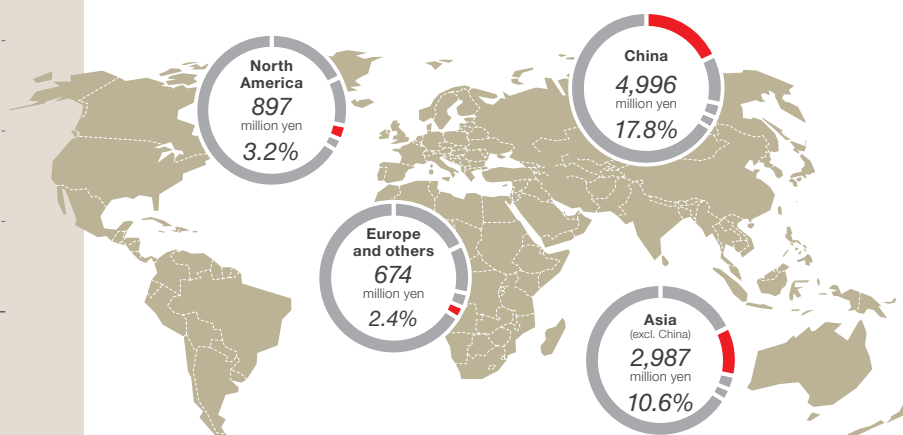 North
America
897
million yen
3.2%
China
4,996
million yen
17.8%
Europe
and others
674
million yen
2.4%
Asia
(excl. China)
2,987
million yen
10.6%